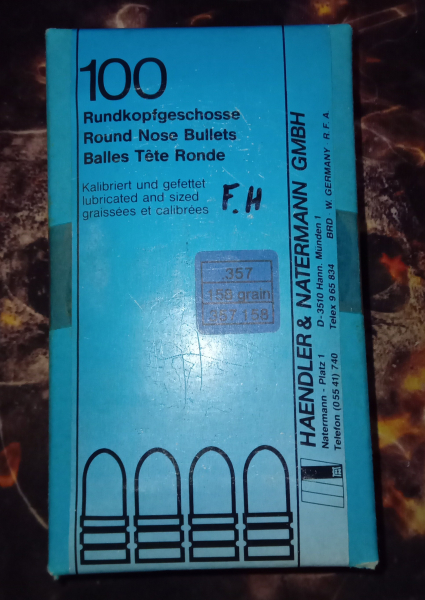 100
Rundkopfgeschosse
Round Nose Bullets
Balles Tête Ronde
Kalibriert und gefettet
lubricated and sized
graissées et calibrées
F.H
357
158 grain
357 158
HAENDLER & NATERMANN GMBH
Natermann - Platz 1 D-3510 Hann. Münden 1 BRD W. GERMANY R.F.A.
Telefon (0 55 41) 740 Telex 9 65 834